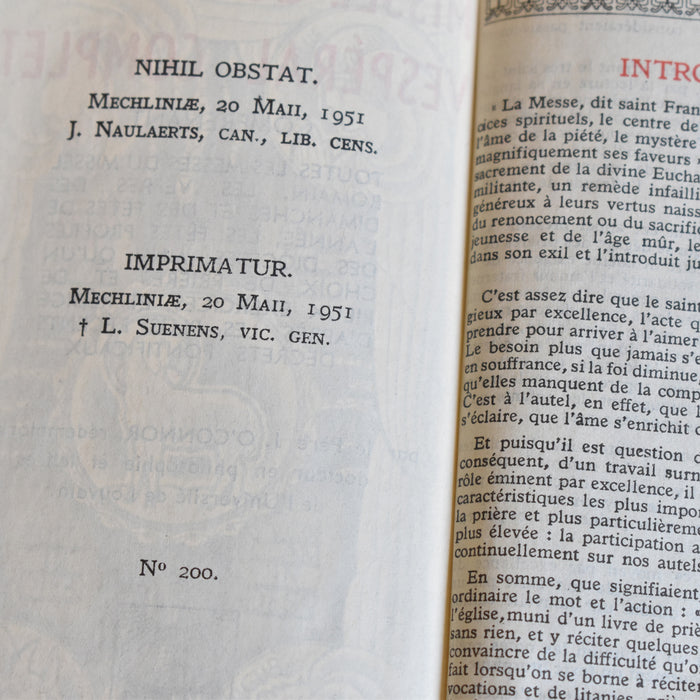 NIHIL OBSTAT.
MECHLINIÆ, 20 MAII, 1951
J. NAULAERTS, CAN., LIB. CENS.
IMPRIMATUR.
MECHLINIÆ, 20 MAII, 1951
† L. SUENENS, VIC. GEN.
Nº 200.
INTRO
« La Messe, dit saint Fran
cices spirituels, le centre de
l'âme de la piété, le mystère
magnifiquement ses faveurs »
sacrement de la divine Eucha
militante, un remède infailli
généreux à leurs vertus naiss
du renoncement ou du sacrific
jeunesse et de l'âge mûr, le
dans son exil et l'introduit ju
C'est assez dire que le saint
gieux par excellence, l'acte q
prendre pour arriver à l'aimer
Le besoin plus que jamais s'e
en souffrance, si la foi diminue,
qu'elles manquent de la comp
C'est à l'autel, en effet, que l
s'éclaire, que l'âme s'enrichit d
Et puisqu'il est question d
conséquent, d'un travail surn
rôle éminent par excellence, il
caractéristiques les plus impor
la prière et plus particulièreme
plus élevée : la participation a
continuellement sur nos autels
En somme, que signifiaient,
ordinaire le mot et l'action : «
l'église, muni d'un livre de priè
sans rien, et y réciter quelques
convaincre de la difficulté qu'o
fait lorsqu'on se borne à récite
vocations et de litanies